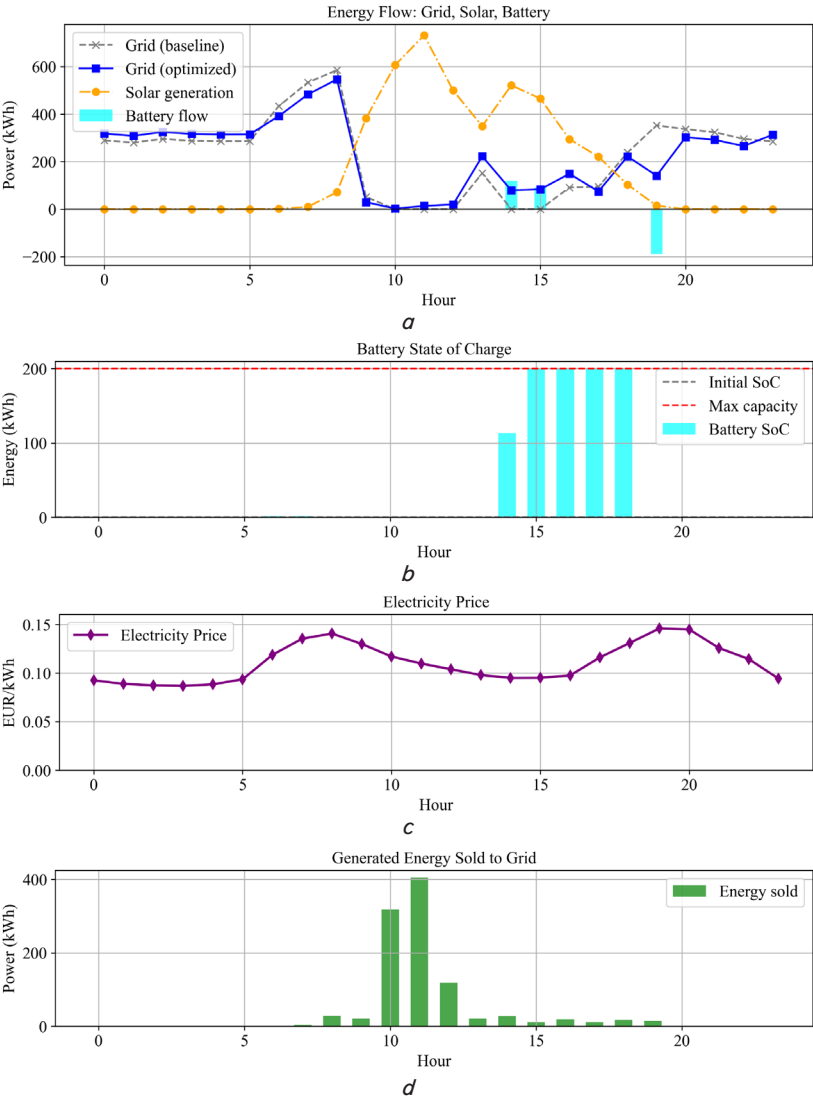 Energy Flow: Grid, Solar, Battery
Grid (baseline)
Grid (optimized)
Solar generation
Battery flow
Power (kWh)
600
400
200
0
−200
0 5 10 15 20
Hour
a
Battery State of Charge
Initial SoC
Max capacity
Battery SoC
Energy (kWh)
200
100
0
0 5 10 15 20
Hour
b
Electricity Price
Electricity Price
EUR/kWh
0.15
0.10
0.05
0.00
0 5 10 15 20
Hour
c
Generated Energy Sold to Grid
Energy sold
Power (kWh)
400
200
0
0 5 10 15 20
Hour
d